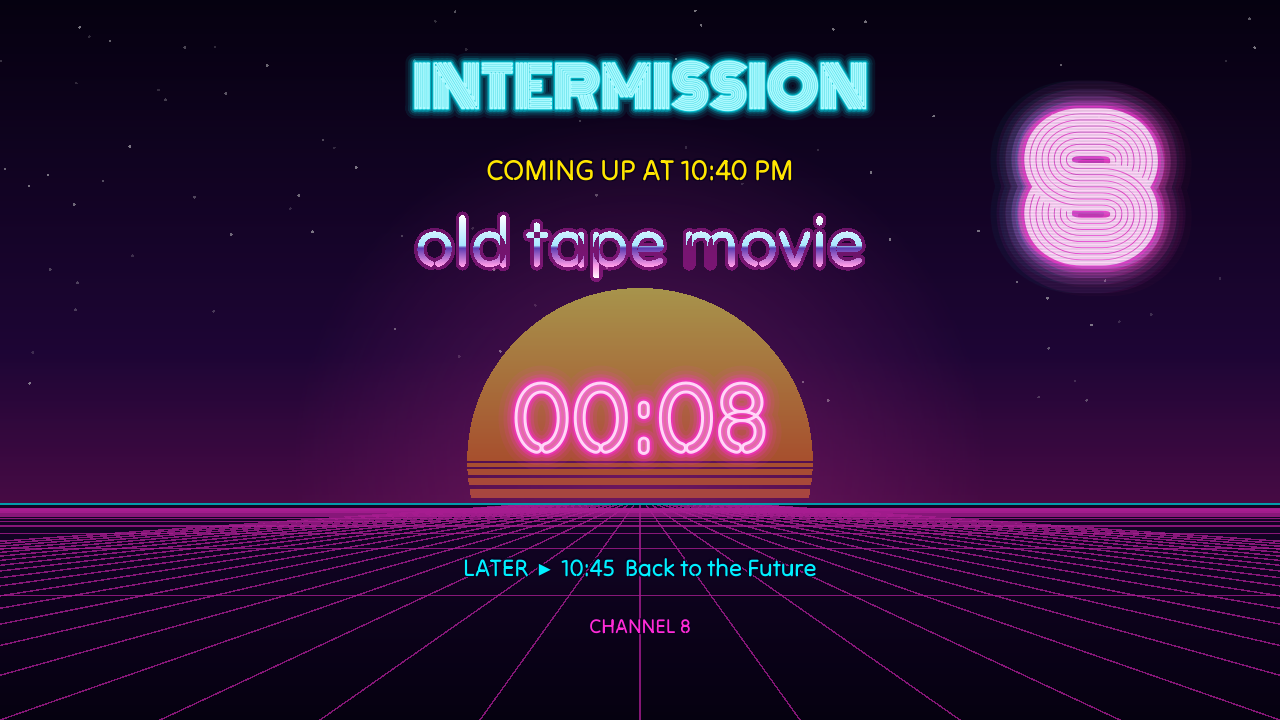 INTERMISSION
8
COMING UP AT 10:40 PM
old tape movie
00:08
LATER ► 10:45 Back to the Future
CHANNEL 8